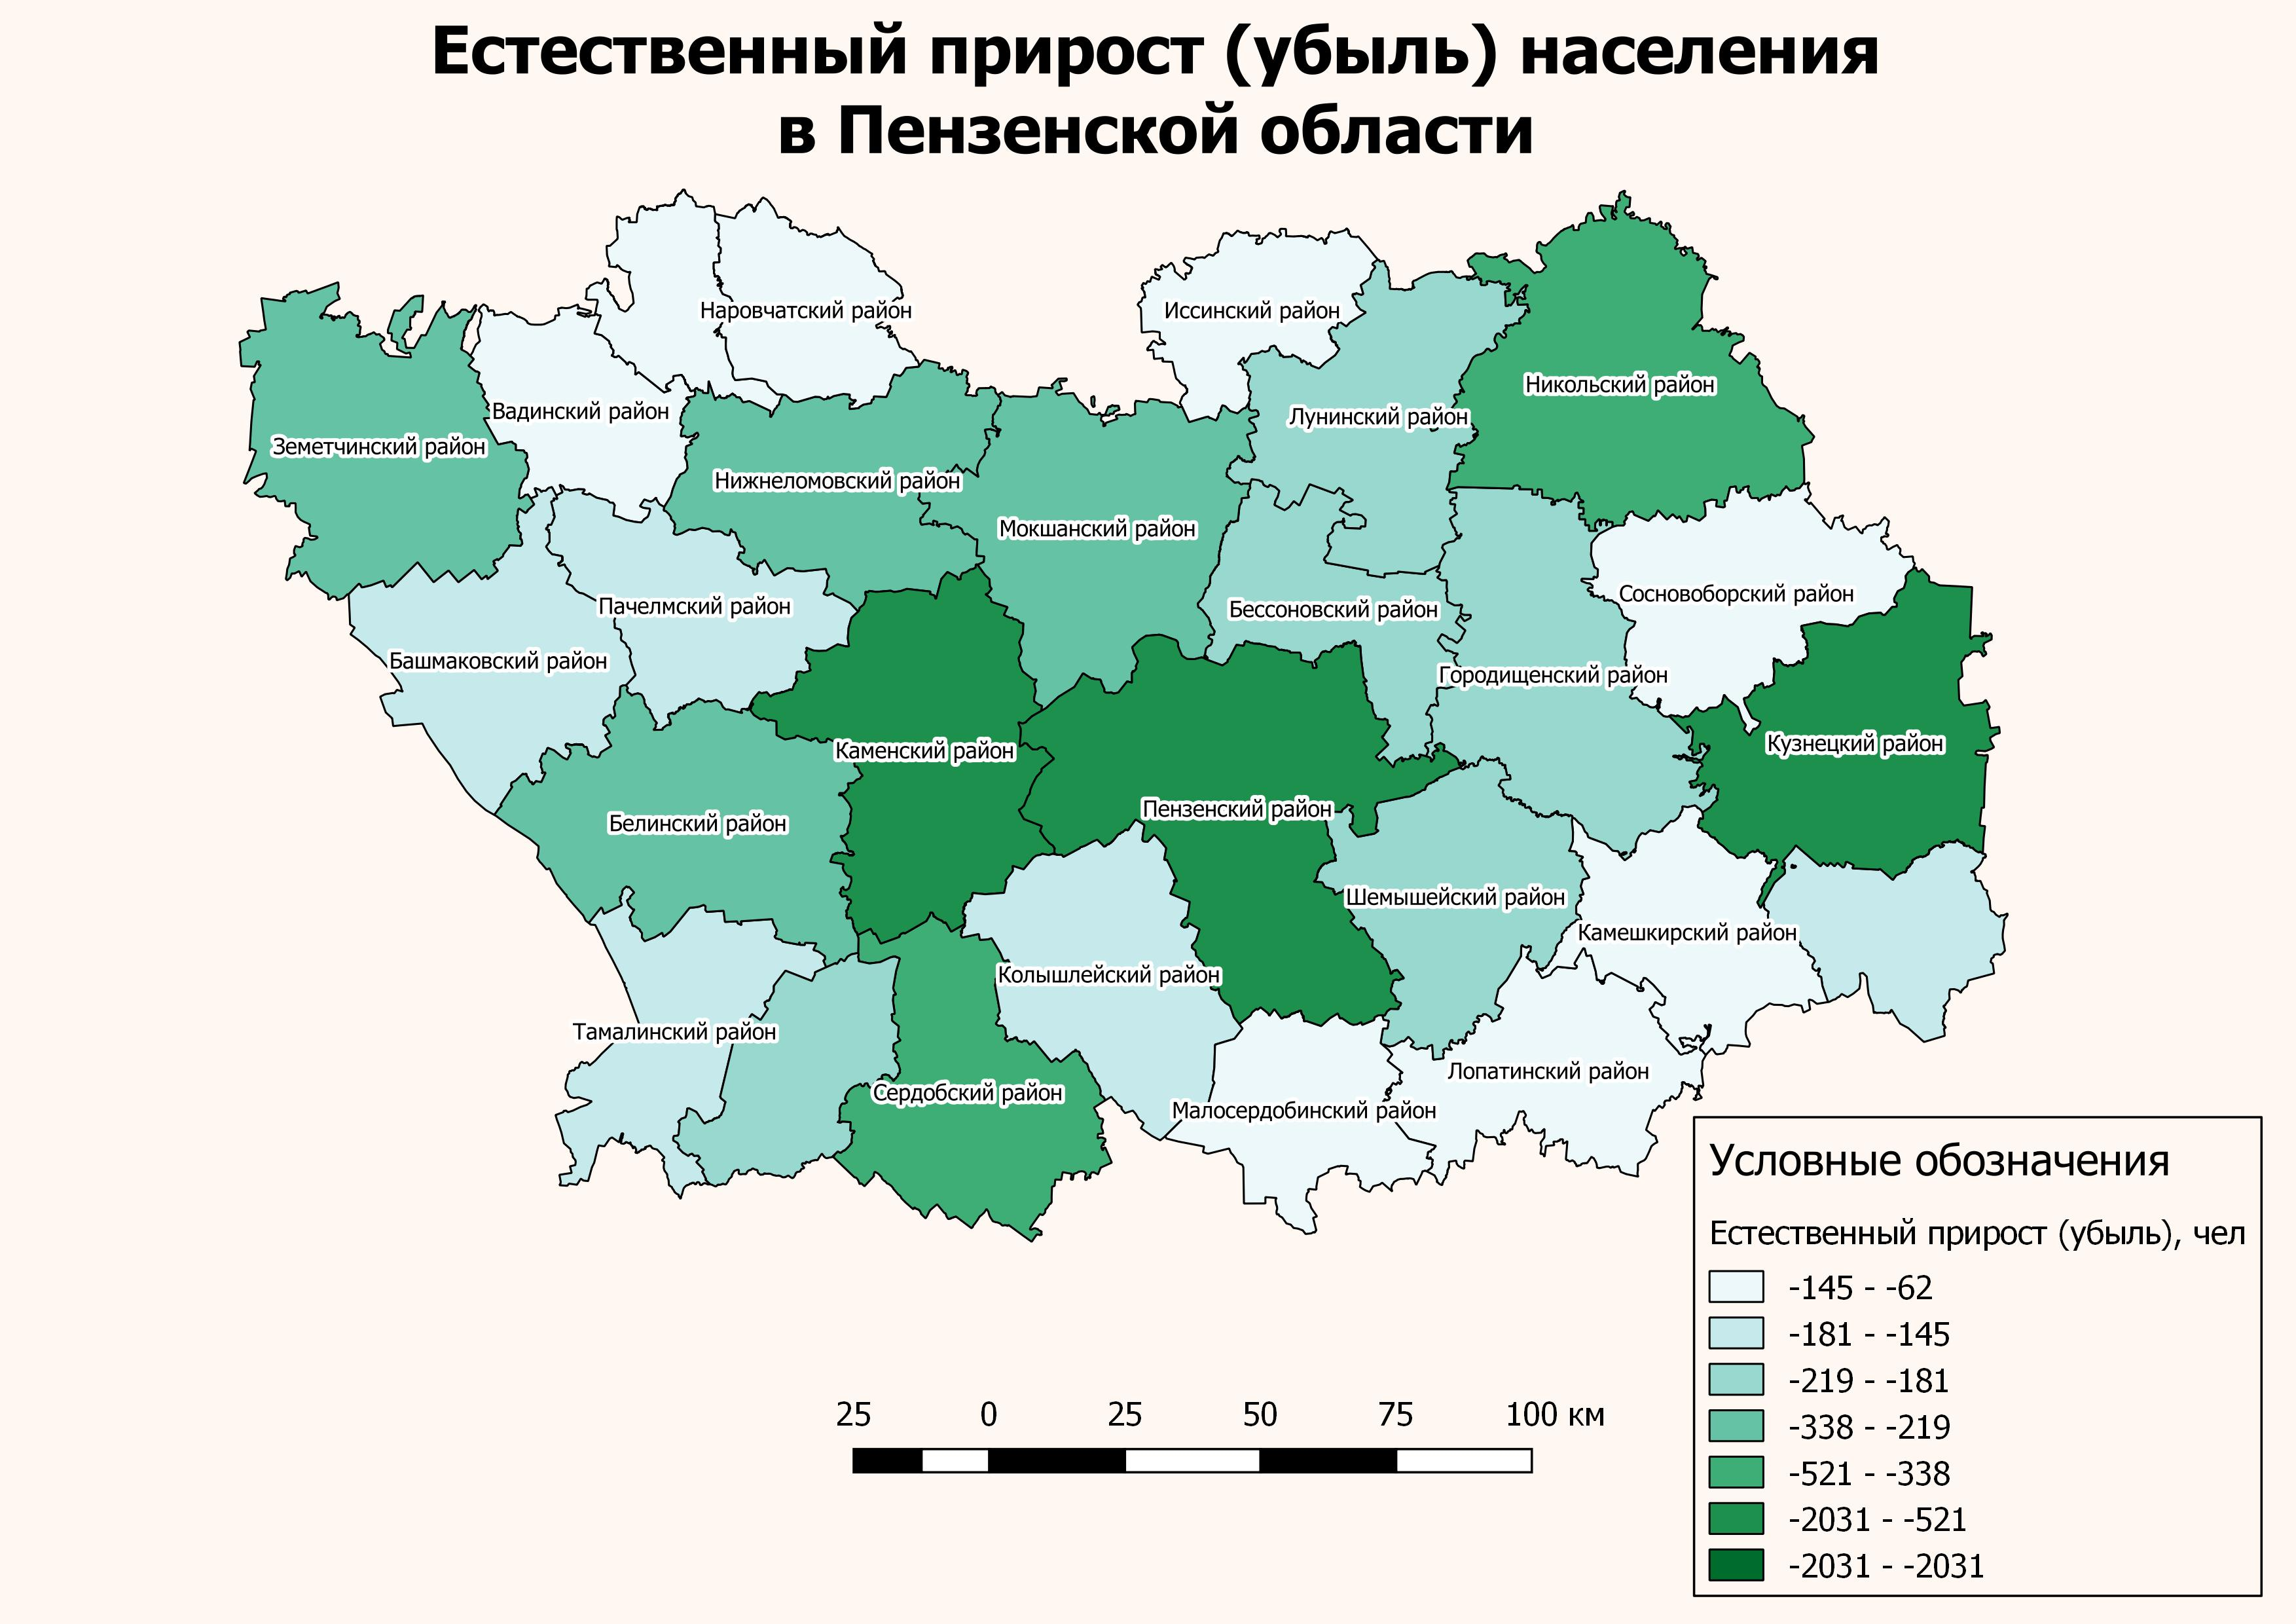 Естественный прирост (убыль) населения
в Пензенской области
Наровчатский район
Иссинский район
Никольский район
Вадинский район
Лунинский район
Земетчинский район
Нижнеломовский район
Мокшанский район
Сосновоборский район
Пачелмский район
Бессоновский район
Башмаковский район
Городищенский район
Кузнецкий район
Каменский район
Пензенский район
Белинский район
Шемышейский район
Камешкирский район
Колышлейский район
Тамалинский район
Лопатинский район
Сердобский район
Малосердобинский район
Условные обозначения
Естественный прирост (убыль), чел
-145 - -62
-181 - -145
-219 - -181
-338 - -219
-521 - -338
-2031 - -521
-2031 - -2031
25 0 25 50 75 100 км